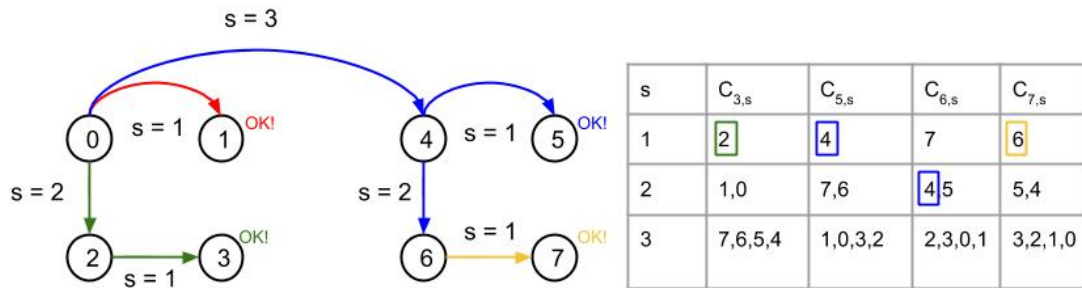 s = 3
0
s = 1
1
OK!
4
s = 1
5
OK!
s = 2
s = 2
2
s = 1
3
OK!
6
s = 1
7
OK!
s C3,s C5,s C6,s C7,s
1 2 4 7 6
2 1,0 7,6 4,5 5,4
3 7,6,5,4 1,0,3,2 2,3,0,1 3,2,1,0